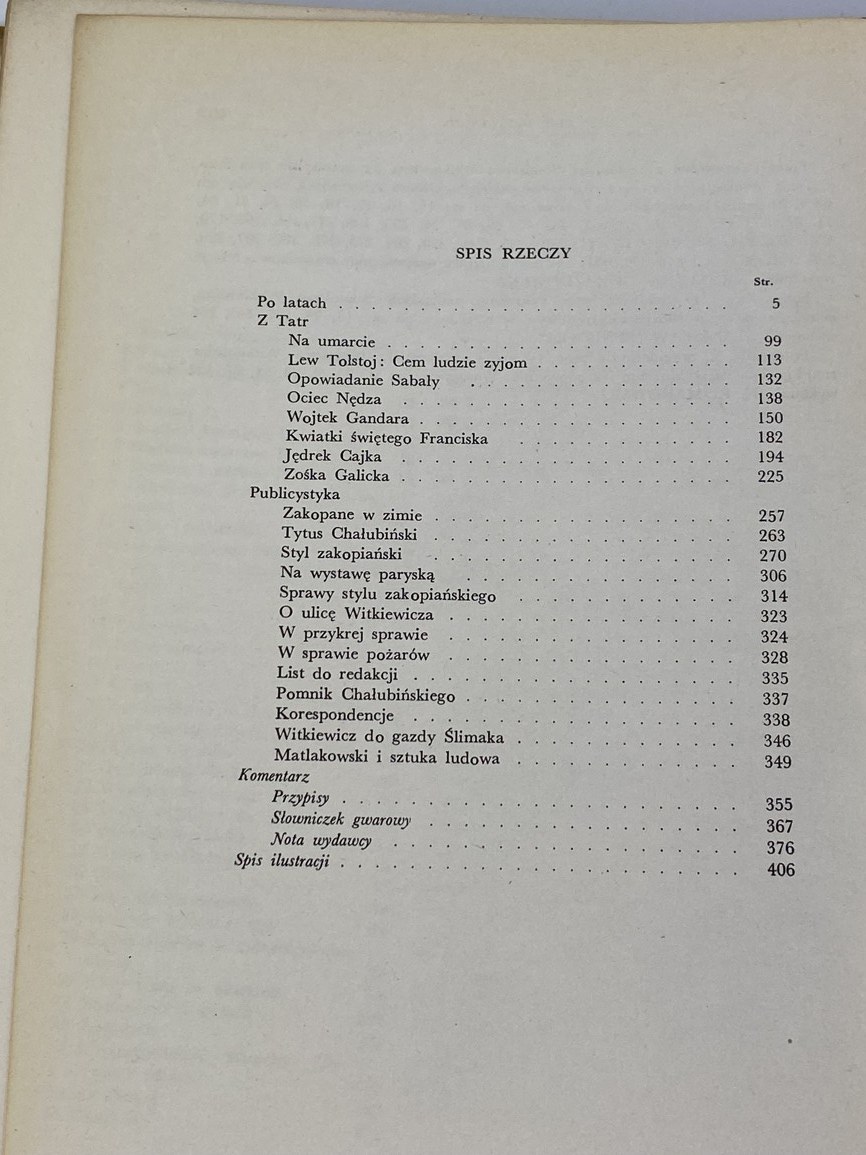 SPIS RZECZY
Str.
Po latach . . . . . . . . . . . . . . . . . . . 5
Z Tatr
Na umarcie . . . . . . . . . . . . . . . . . 99
Lew Tolstoj: Cem ludzie zyjom . . . . . . . . . . 113
Opowiadanie Sabały . . . . . . . . . . . . . 132
Ociec Nędza . . . . . . . . . . . . . . . . 138
Wojtek Gandara . . . . . . . . . . . . . . . 150
Kwiatki świętego Franciska . . . . . . . . . . . 182
Jędrek Cajka . . . . . . . . . . . . . . . . 194
Zośka Galicka . . . . . . . . . . . . . . . . 225
Publicystyka
Zakopane w zimie . . . . . . . . . . . . . . 257
Tytus Chałubiński . . . . . . . . . . . . . . 263
Styl zakopiański . . . . . . . . . . . . . . 270
Na wystawę paryską . . . . . . . . . . . . . 306
Sprawy stylu zakopiańskiego . . . . . . . . . . . 314
O ulicę Witkiewicza . . . . . . . . . . . . . . 323
W przykrej sprawie . . . . . . . . . . . . . . 324
W sprawie pożarów . . . . . . . . . . . . . . 328
List do redakcji . . . . . . . . . . . . . . . 335
Pomnik Chałubińskiego . . . . . . . . . . . . . 337
Korespondencje . . . . . . . . . . . . . . . 338
Witkiewicz do gazdy Ślimaka . . . . . . . . . . . 346
Matlakowski i sztuka ludowa . . . . . . . . . . . 349
Komentarz
Przypisy . . . . . . . . . . . . . . . . . . 355
Słowniczek gwarowy . . . . . . . . . . . . . . 367
Nota wydawcy . . . . . . . . . . . . . . . . 376
Spis ilustracji . . . . . . . . . . . . . . . . . . 406